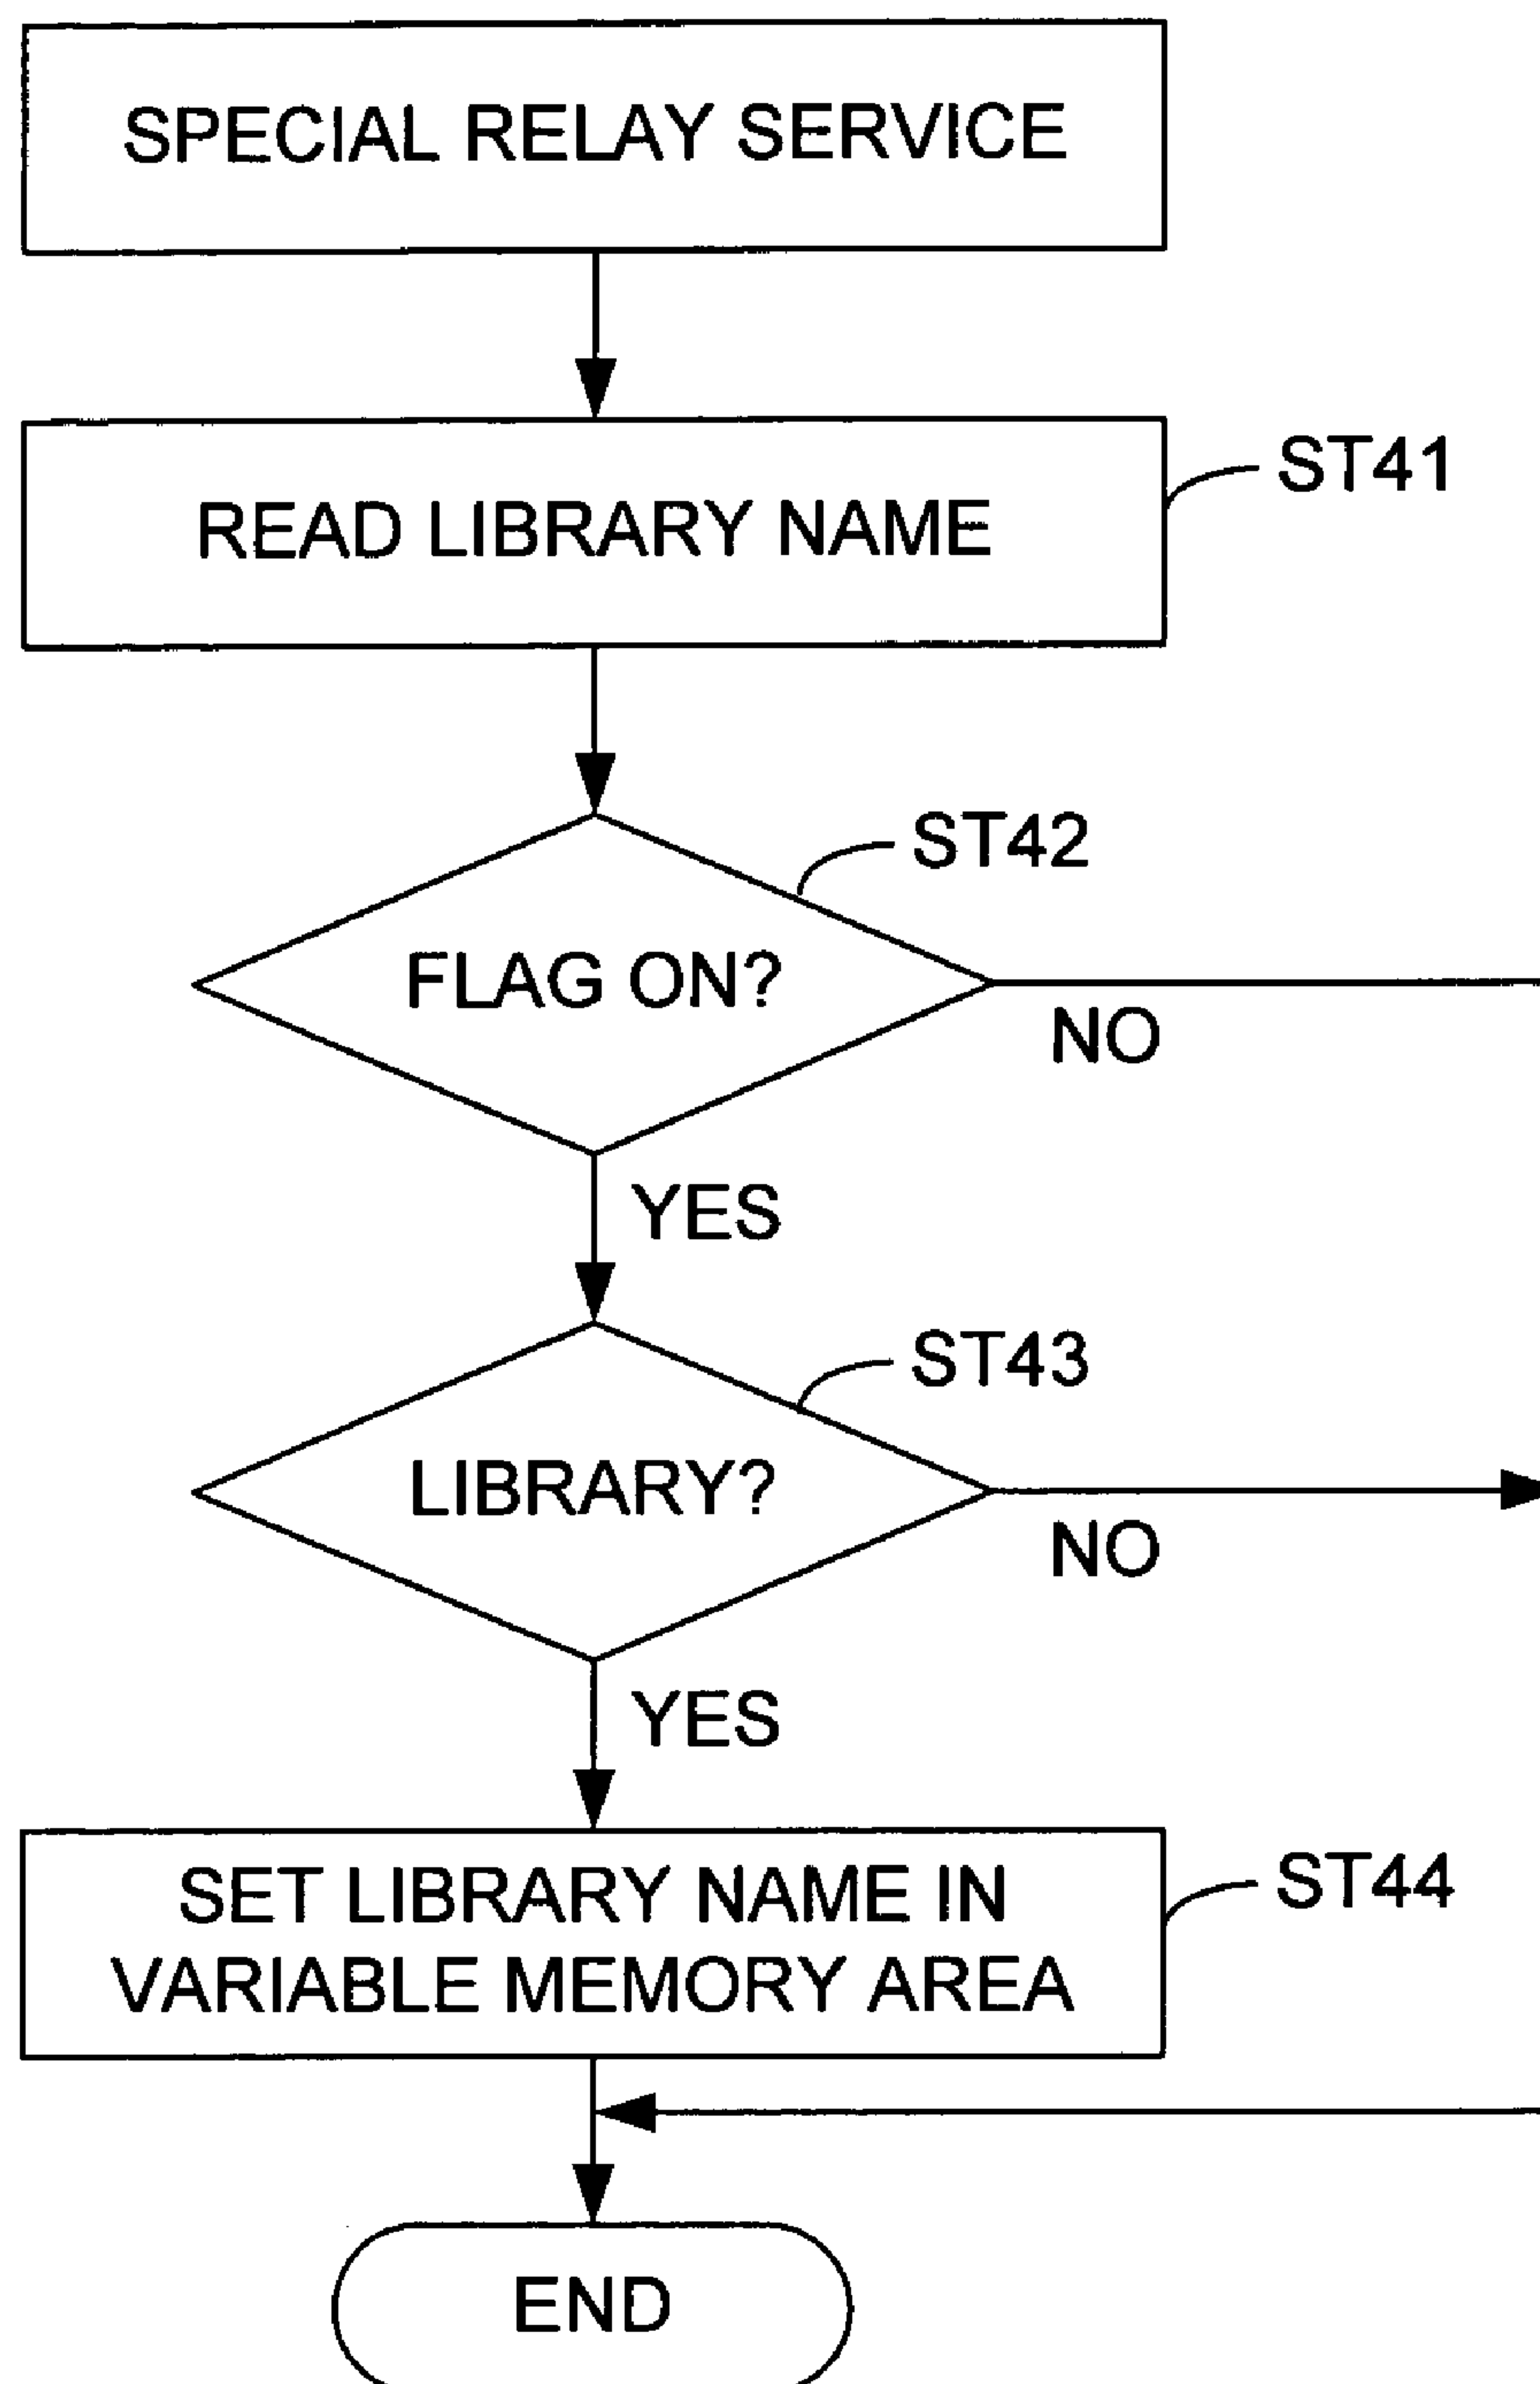 SPECIAL RELAY SERVICE
READ LIBRARY NAME
ST41
ST42
FLAG ON?
NO
YES
ST43
LIBRARY?
NO
YES
SET LIBRARY NAME IN
VARIABLE MEMORY AREA
ST44
END